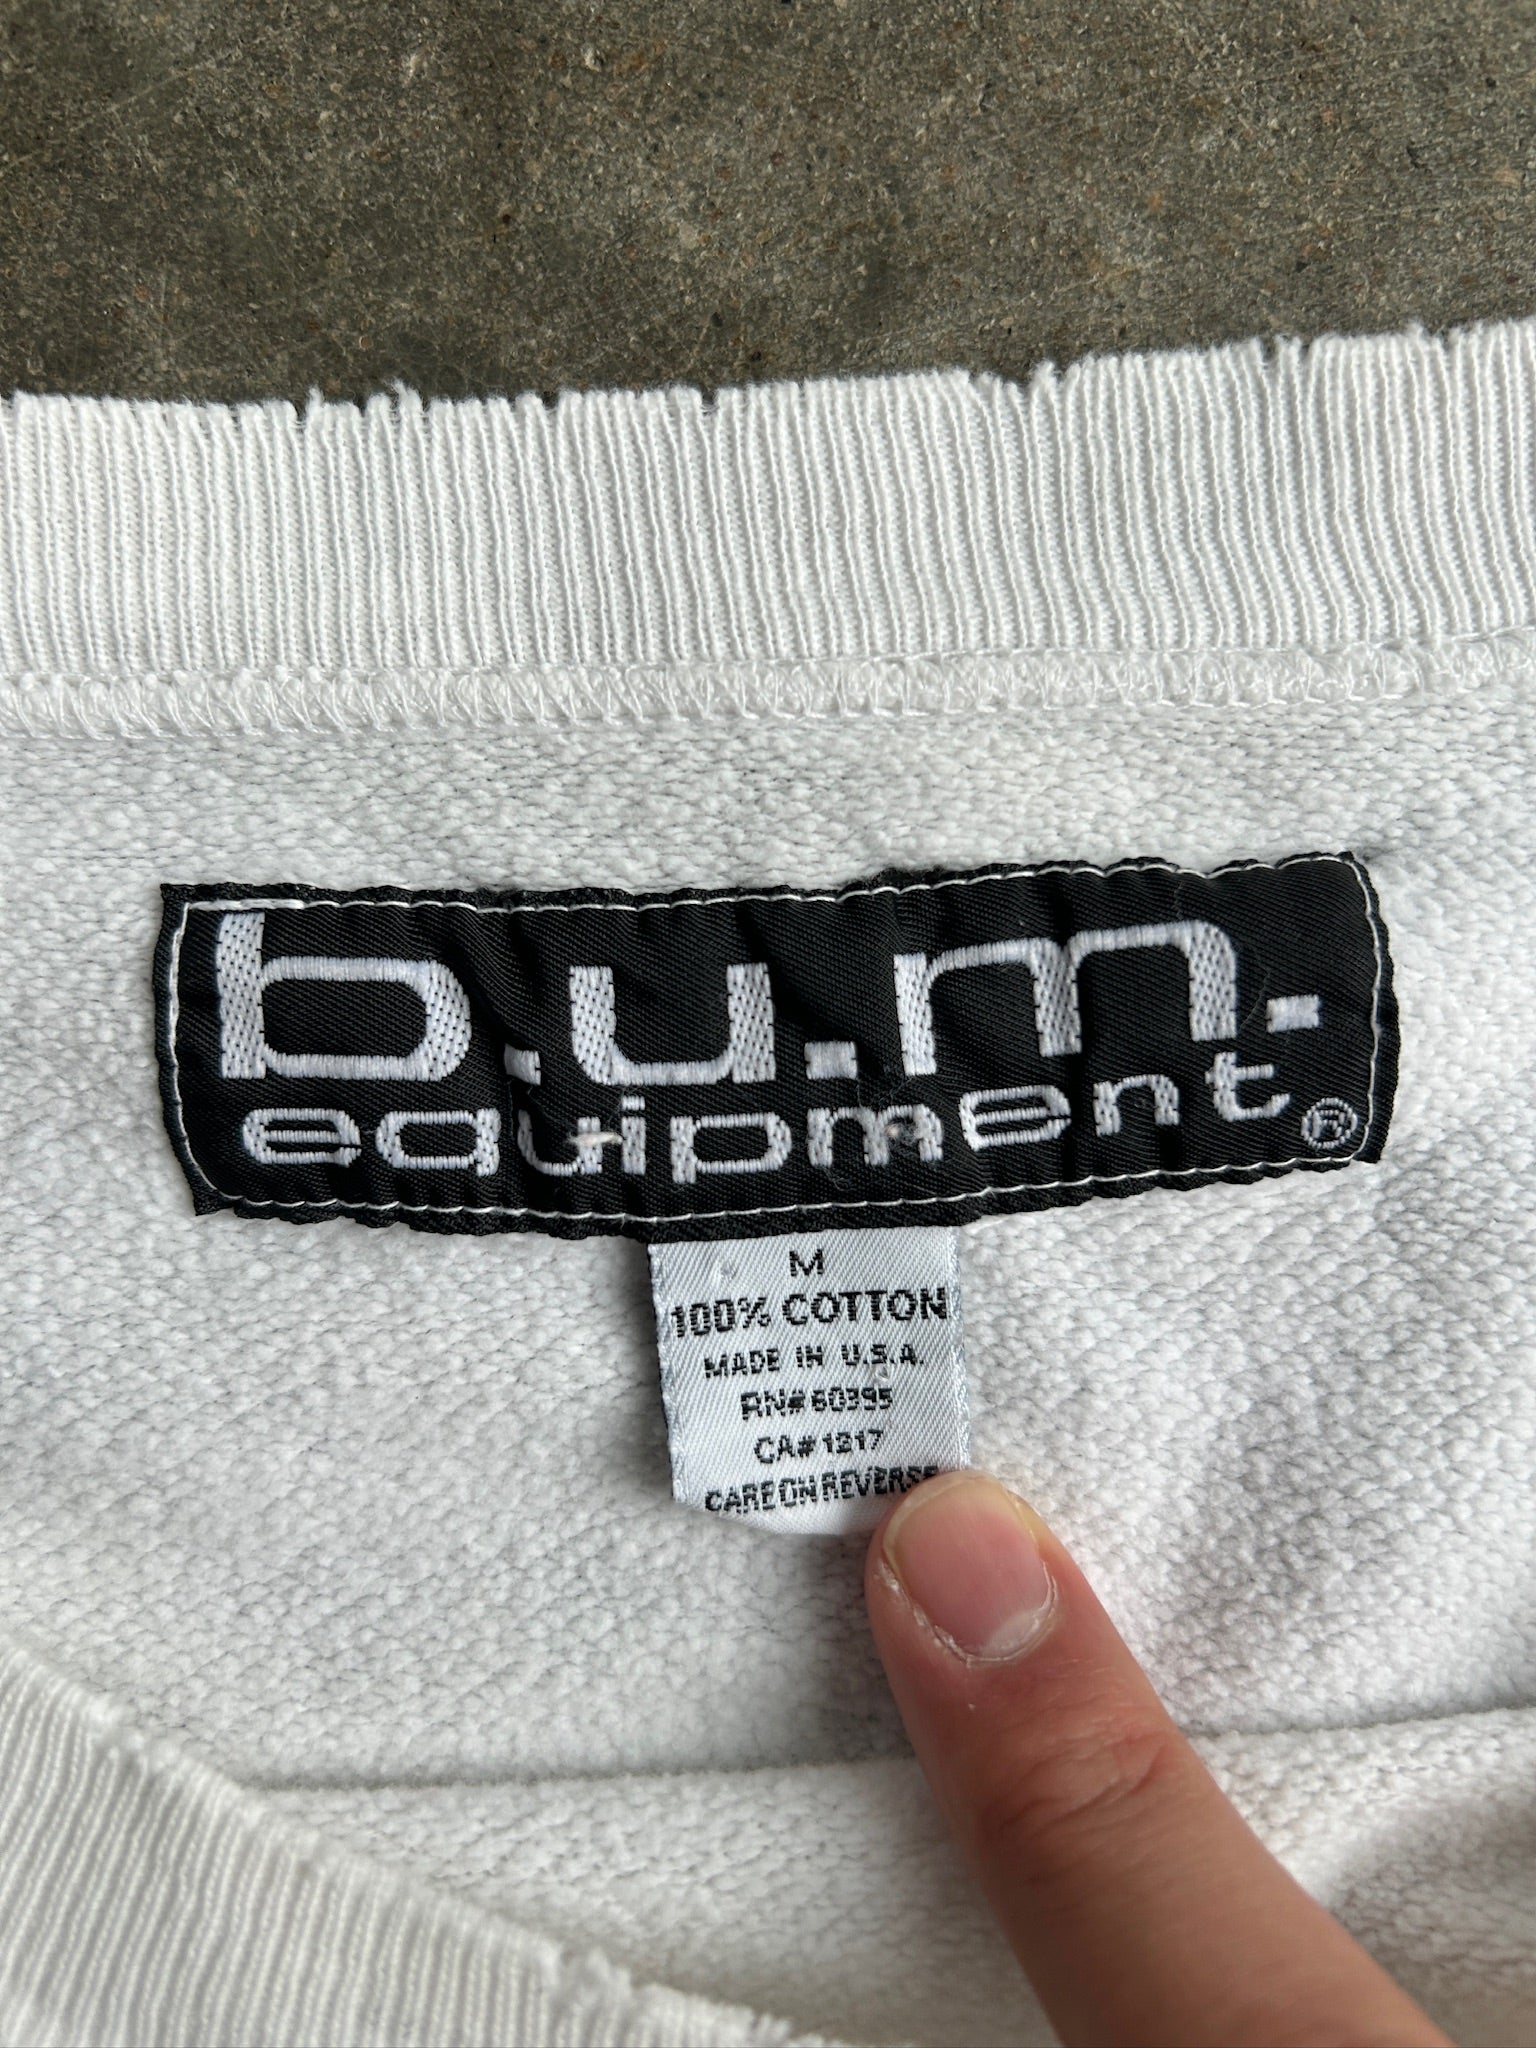 b.u.m.
equipment ®
M
100% COTTON
MADE IN U.S.A.
RN# 60395
CA# 1217
CARE ON REVERSE